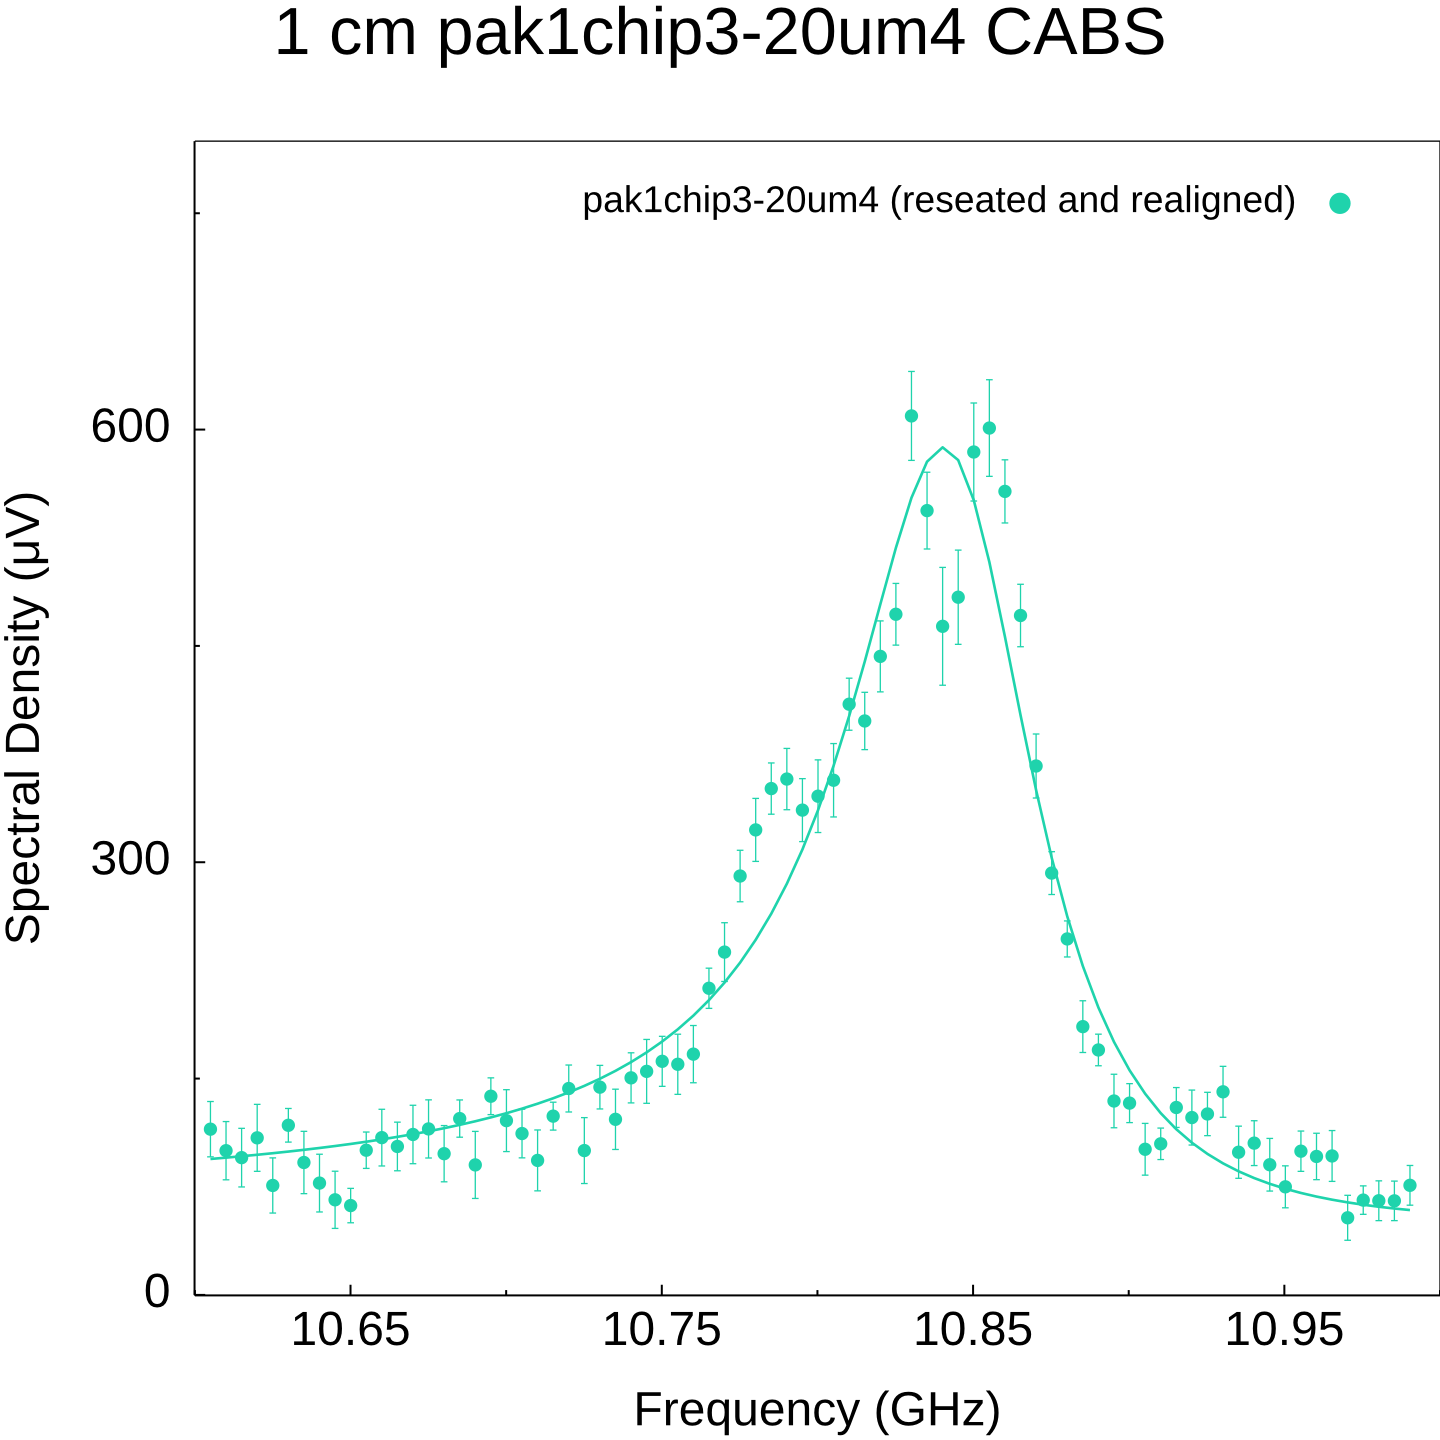 1 cm pak1chip3-20um4 CABS
pak1chip3-20um4 (reseated and realigned)
600
300
0
Spectral Density (μV)
10.65 10.75 10.85 10.95
Frequency (GHz)